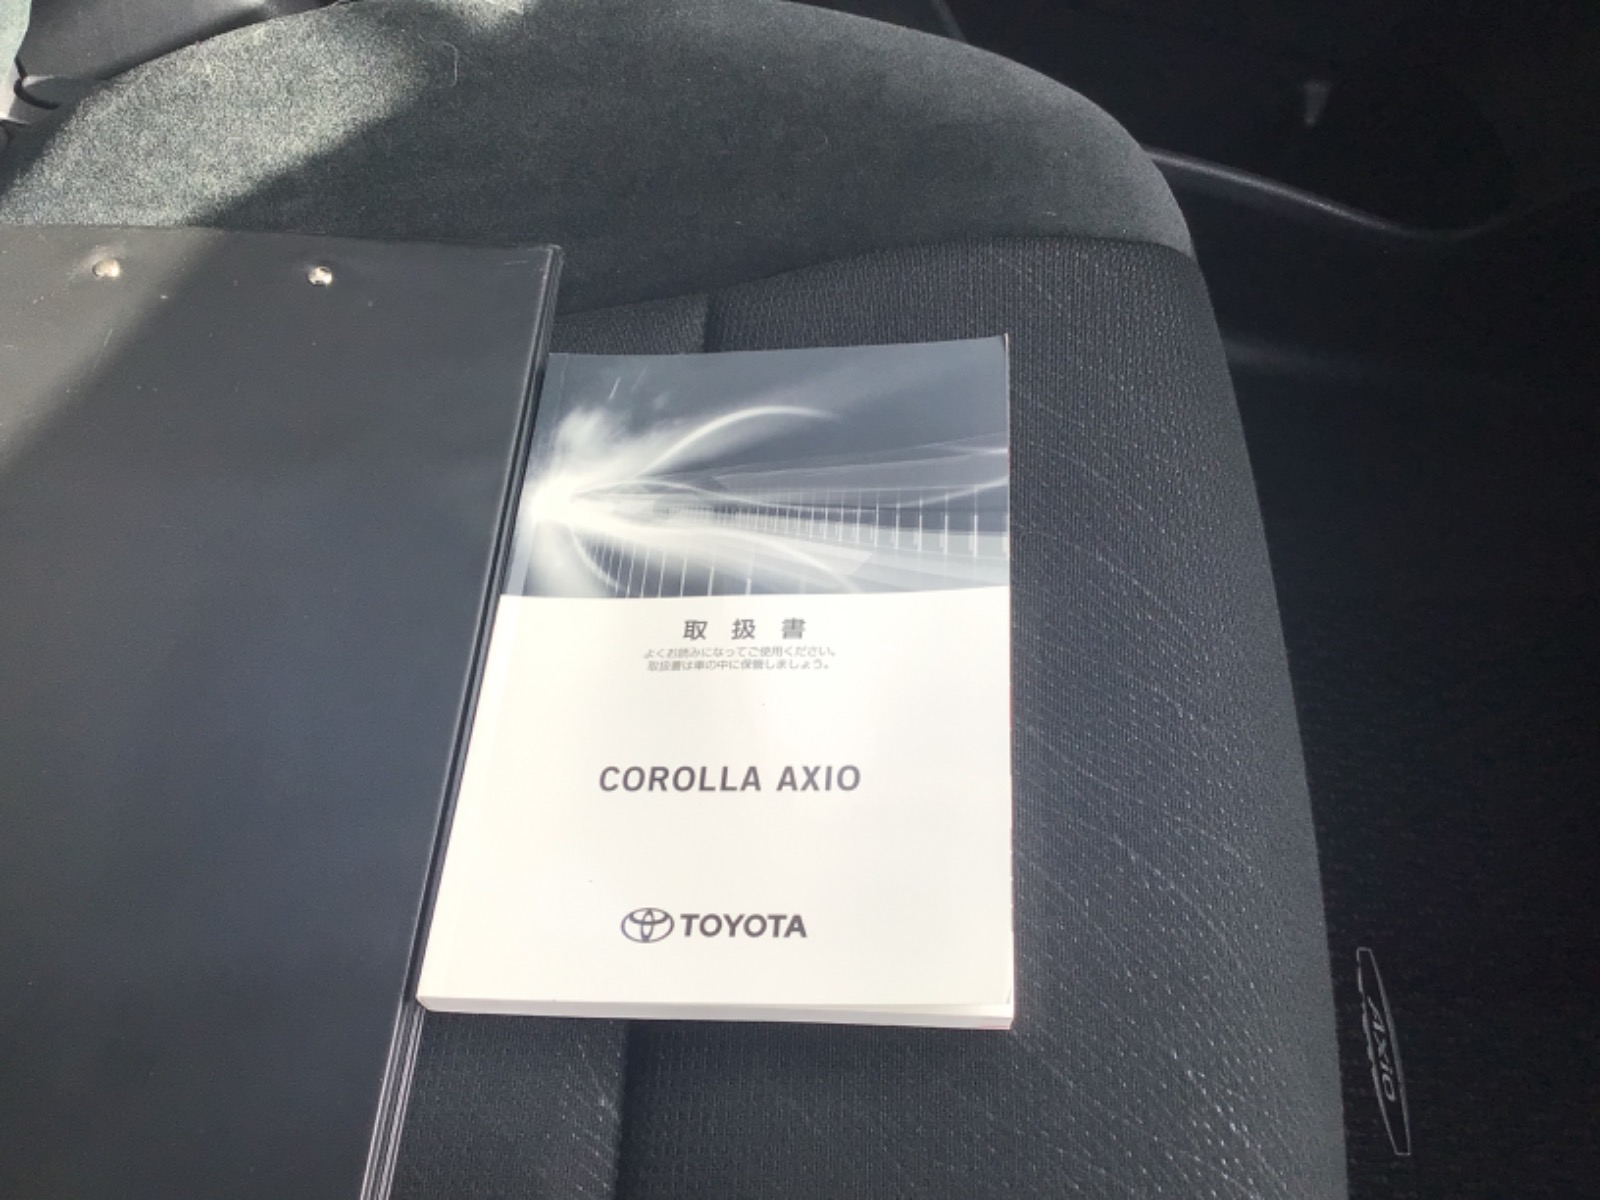 取扱書
よくお読みになってご使用ください。
取扱書は車の中に保管しましょう。
COROLLA AXIO
TOYOTA
AXIO